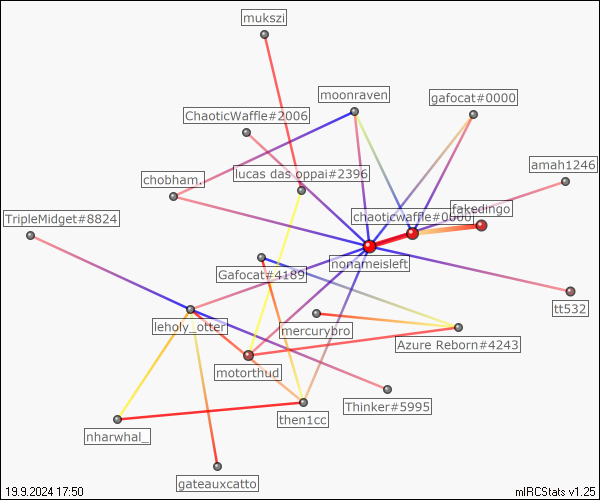 mukszi
moonraven
gafocat#0000
ChaoticWaffle#2006
amah1246
lucas das oppai#2396
chobham.
fakedingo
chaoticwaffle#0000
TripleMidget#8824
nonameisleft
Gafocat#4189
tt532
leholy_otter
mercurybro
Azure Reborn#4243
motorthud
Thinker#5995
then1cc
nharwhal_
gateauxcatto
19.9.2024 17:50
mIRCStats v1.25